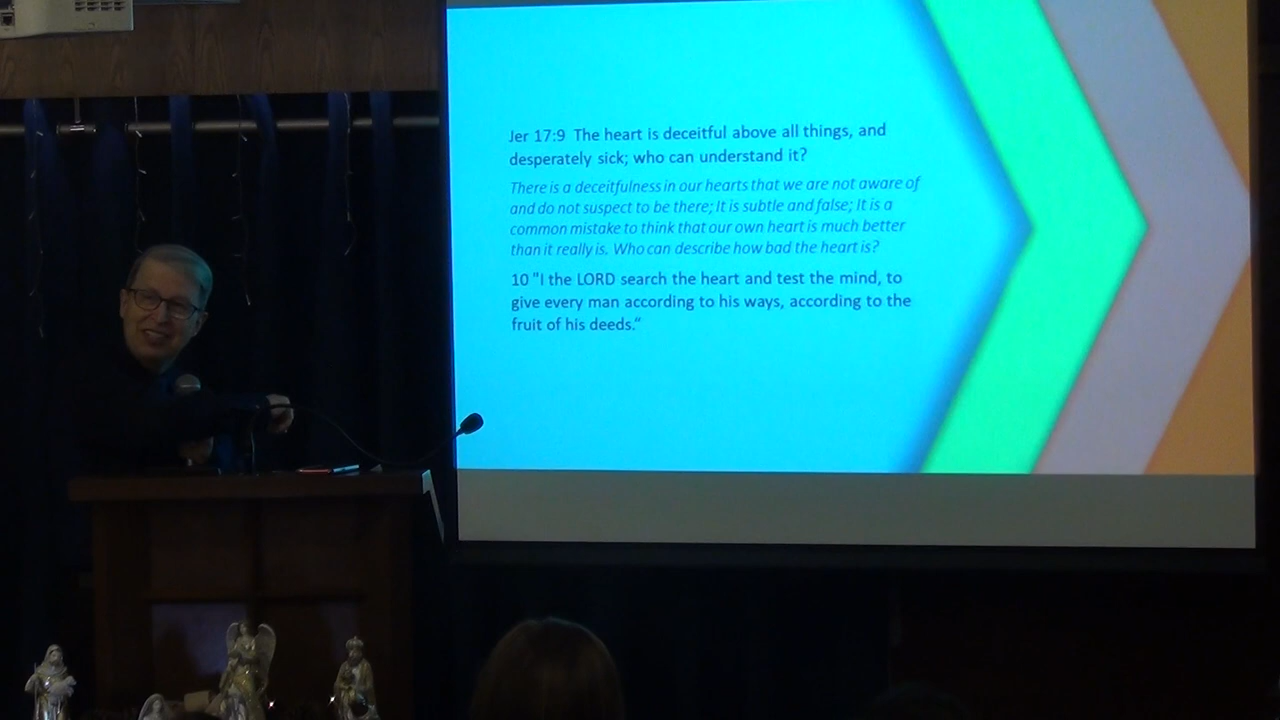 Jer 17:9  The heart is deceitful above all things, and
desperately sick; who can understand it?
There is a deceitfulness in our hearts that we are not aware of
and do not suspect to be there; It is subtle and false; It is a
common mistake to think that our own heart is much better
than it really is.  Who can describe how bad the heart is?
10 "I the LORD search the heart and test the mind, to
give every man according to his ways, according to the
fruit of his deeds.“